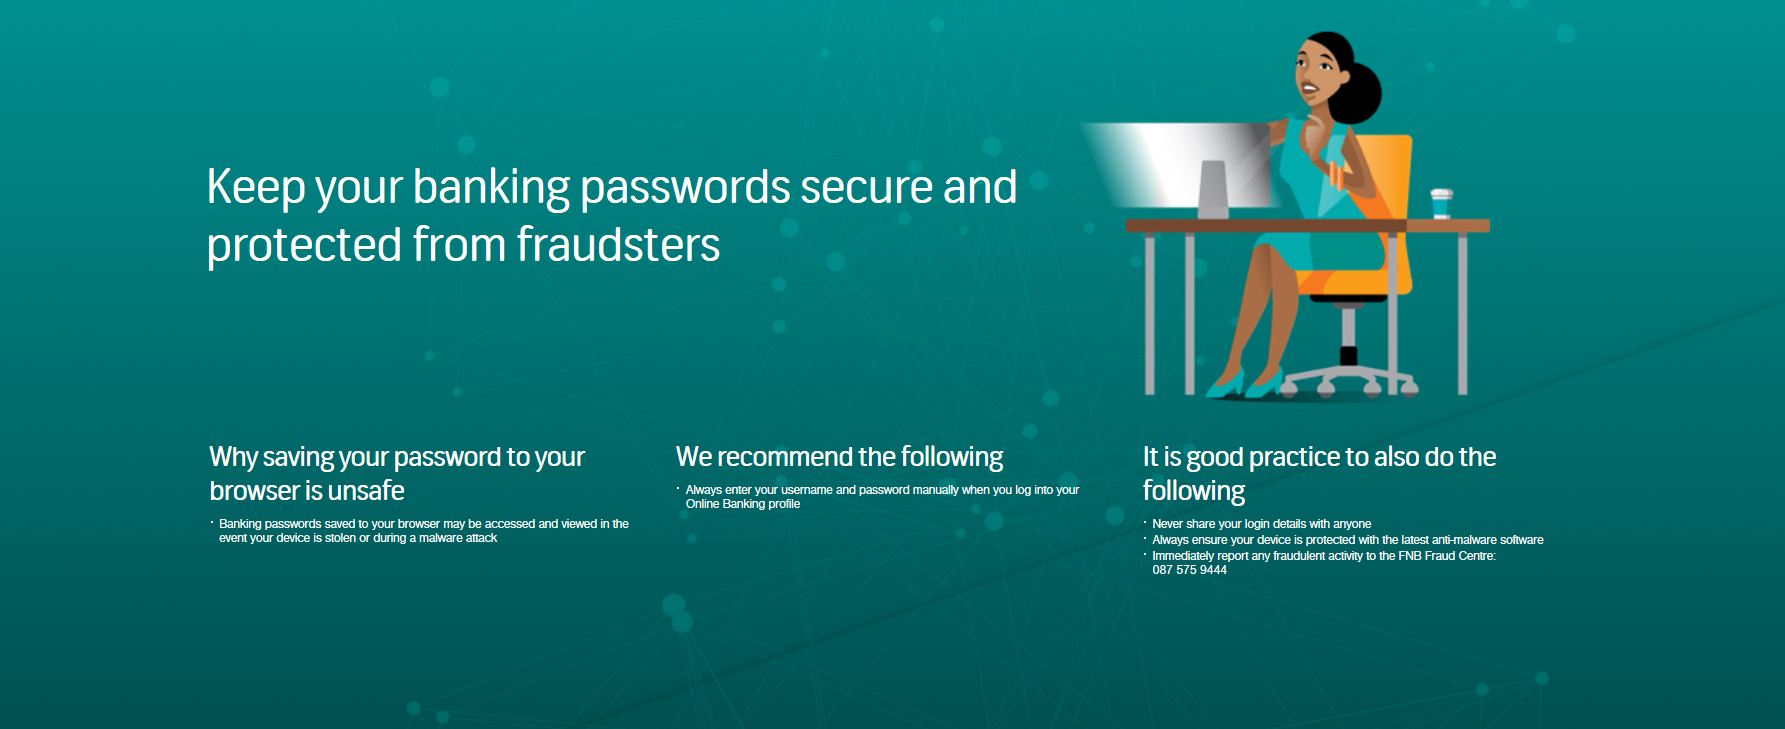 Keep your banking passwords secure and
protected from fraudsters
Why saving your password to your
browser is unsafe
· Banking passwords saved to your browser may be accessed and viewed in the
event your device is stolen or during a malware attack
We recommend the following
· Always enter your username and password manually when you log into your
Online Banking profile
It is good practice to also do the
following
· Never share your login details with anyone
· Always ensure your device is protected with the latest anti-malware software
· Immediately report any fraudulent activity to the FNB Fraud Centre:
087 575 9444